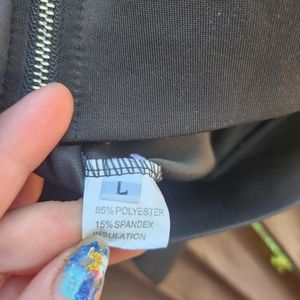 L
85% POLYESTER
15% SPANDEX
INSULATION